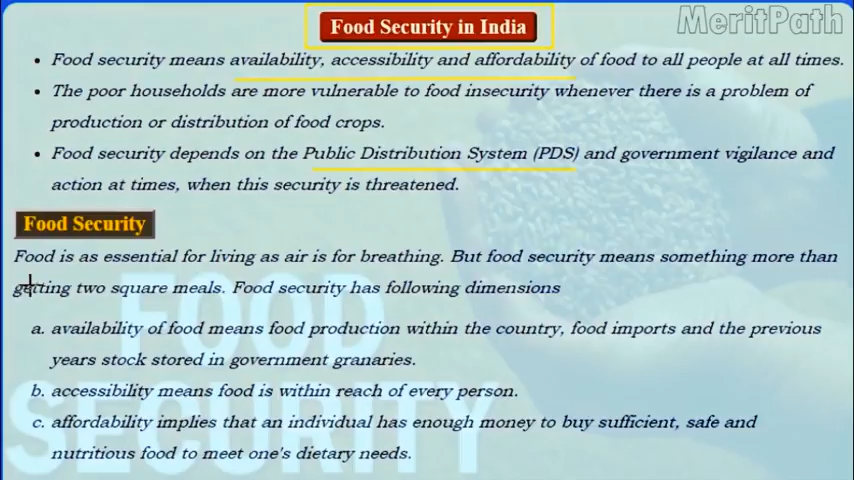 MeritPath
Food Security in India
• Food security means availability, accessibility and affordability of food to all people at all times.
• The poor households are more vulnerable to food insecurity whenever there is a problem of
production or distribution of food crops.
• Food security depends on the Public Distribution System (PDS) and government vigilance and
action at times, when this security is threatened.
Food Security
Food is as essential for living as air is for breathing. But food security means something more than
getting two square meals. Food security has following dimensions
a. availability of food means food production within the country, food imports and the previous
years stock stored in government granaries.
b. accessibility means food is within reach of every person.
c. affordability implies that an individual has enough money to buy sufficient, safe and
nutritious food to meet one's dietary needs.
FOOD
SECURITY